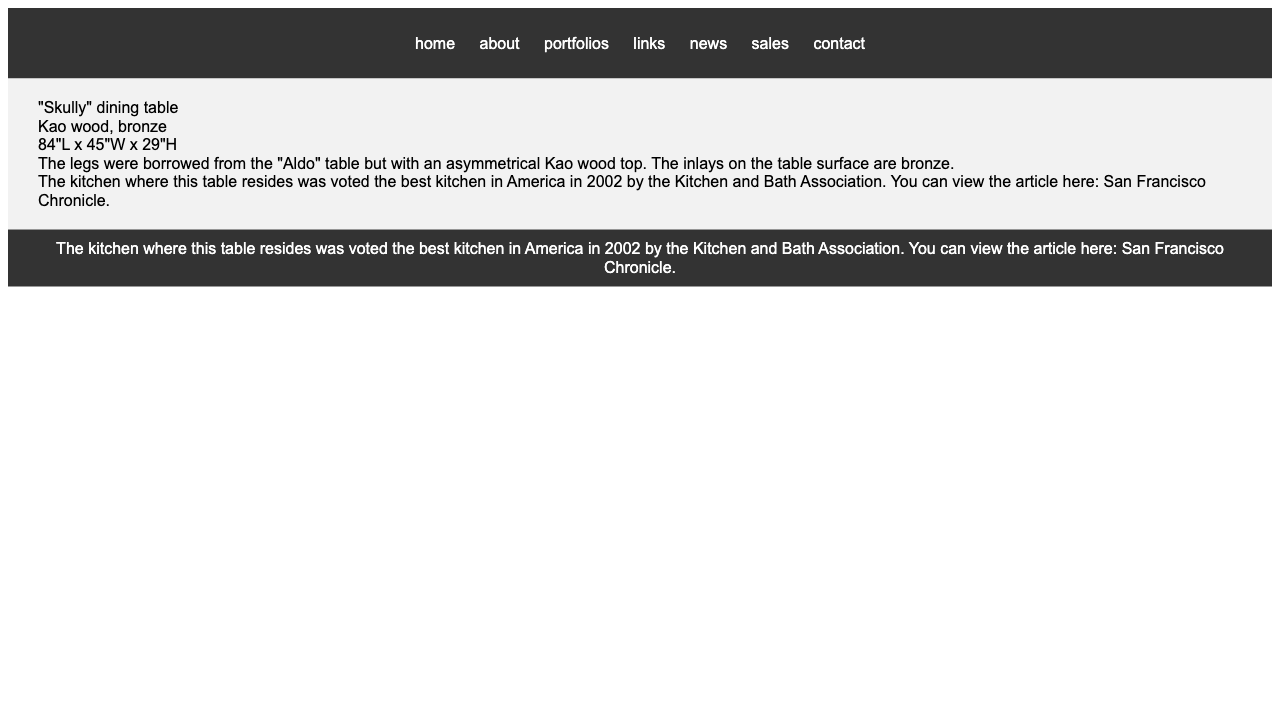 home about portfolios links news sales contact
"Skully" dining table
Kao wood, bronze
84"L x 45"W x 29"H
The legs were borrowed from the "Aldo" table but with an asymmetrical Kao wood top. The inlays on the table surface are bronze.
The kitchen where this table resides was voted the best kitchen in America in 2002 by the Kitchen and Bath Association. You can view the article here: San Francisco
Chronicle.
The kitchen where this table resides was voted the best kitchen in America in 2002 by the Kitchen and Bath Association. You can view the article here: San Francisco
Chronicle.